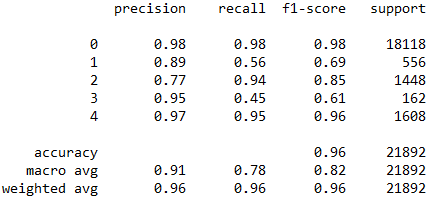 precision recall f1-score support
0 0.98 0.98 0.98 18118
1 0.89 0.56 0.69 556
2 0.77 0.94 0.85 1448
3 0.95 0.45 0.61 162
4 0.97 0.95 0.96 1608
accuracy 0.96 21892
macro avg 0.91 0.78 0.82 21892
weighted avg 0.96 0.96 0.96 21892